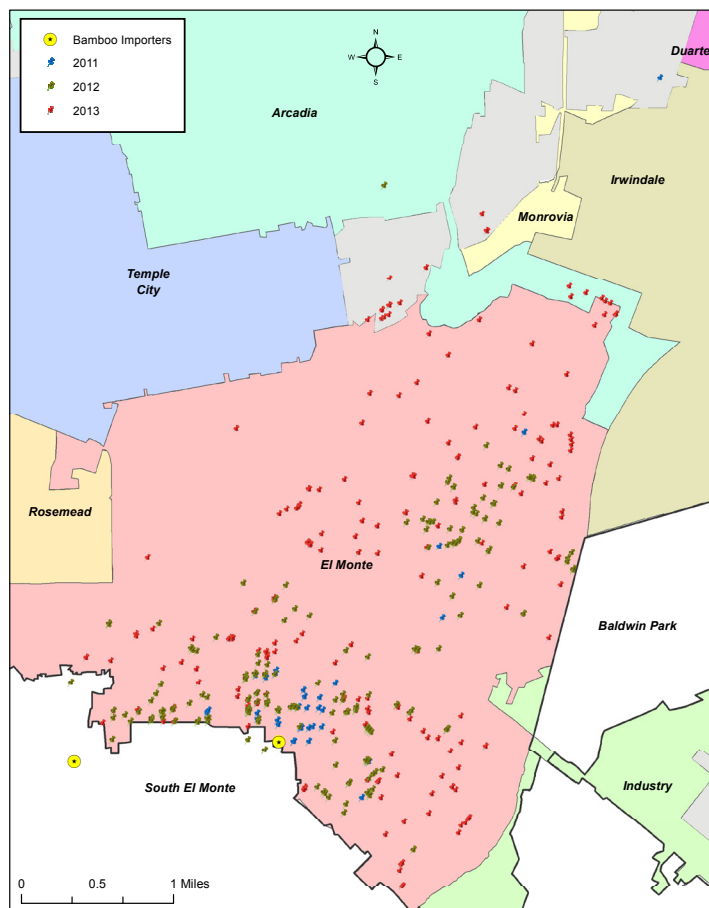 Bamboo Importers
2011
2012
2013
N
W E
S
Duarte
Arcadia
Irwindale
Monrovia
Temple
City
Rosemead
El Monte
Baldwin Park
South El Monte
Industry
0 0.5 1 Miles